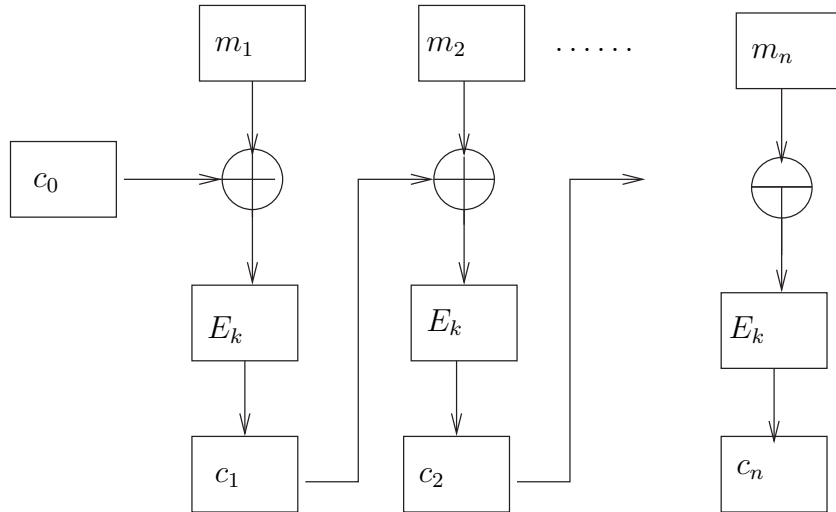 m₁ m₂ ...... mₙ
c₀
Eₖ Eₖ Eₖ
c₁ c₂ cₙ